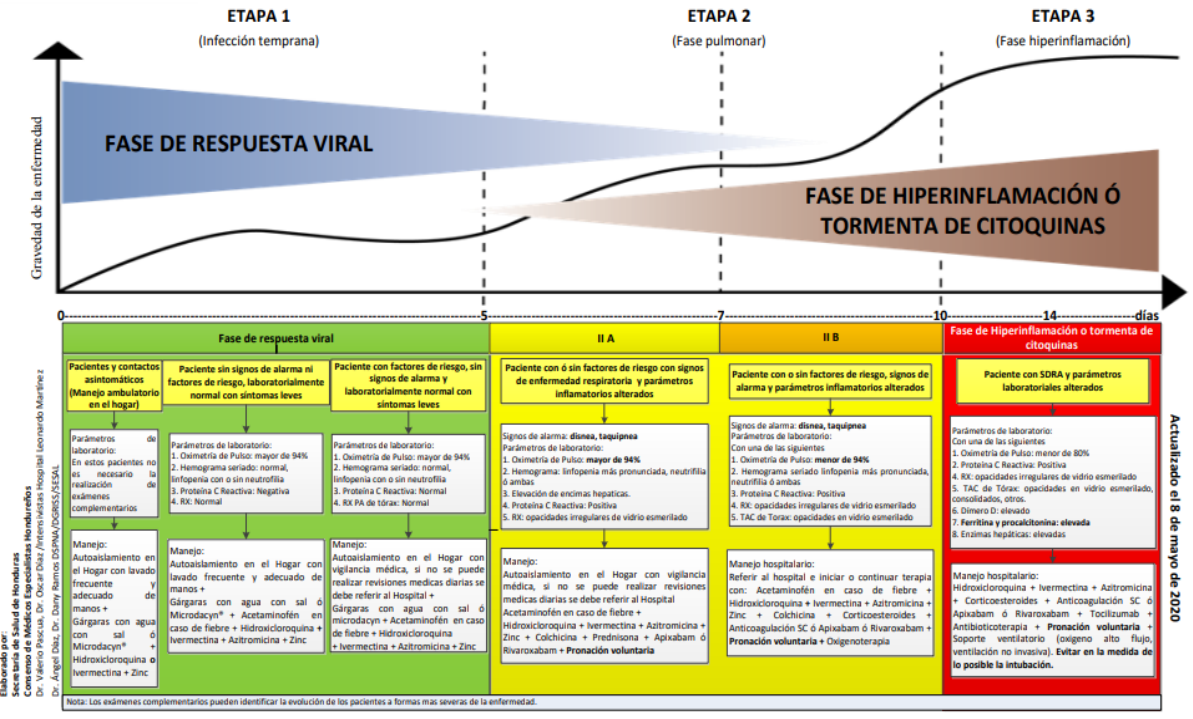 ETAPA 1
(Infección temprana)
ETAPA 2
(Fase pulmonar)
ETAPA 3
(Fase hiperinflamación)
Gravedad de la enfermedad
FASE DE RESPUESTA VIRAL
FASE DE HIPERINFLAMACIÓN Ó
TORMENTA DE CITOQUINAS
0 5 7 10 14 días
Fase de respuesta viral
II A
II B
Fase de Hiperinflamación o tormenta de
citoquinas
Pacientes y contactos
asintomáticos
(Manejo ambulatorio
en el hogar)
Parámetros de
laboratorio:
En estos pacientes no
es necesario la
realización de
exámenes
complementarios
Manejo:
Autoaislamiento en
el Hogar con lavado
frecuente y
adecuado de
manos +
Gárgaras con agua
con sal ó
Microdacyn® +
Hidroxicloroquina o
Ivermectina + Zinc
Paciente sin signos de alarma ni
factores de riesgo, laboratorialmente
normal con síntomas leves
Parámetros de laboratorio:
1. Oximetría de Pulso: mayor de 94%
2. Hemograma seriado: normal,
linfopenia con o sin neutrofilia
3. Proteína C Reactiva: Negativa
4. RX: Normal
Manejo:
Autoaislamiento en el Hogar con
lavado frecuente y adecuado de
manos +
Gárgaras con agua con sal ó
Microdacyn® + Acetaminofén en
caso de fiebre + Hidroxicloroquina +
Ivermectina + Azitromicina + Zinc
Paciente con factores de riesgo, sin
signos de alarma y
laboratorialmente normal con
síntomas leves
Parámetros de laboratorio:
1. Oximetría de Pulso: mayor de 94%
2. Hemograma seriado: normal,
linfopenia con o sin neutrofilia
3. Proteína C Reactiva: Normal
4. RX PA de tórax: Normal
Manejo:
Autoaislamiento en el Hogar con
vigilancia médica, si no se puede
realizar revisiones medicas diarias se
debe referir al Hospital +
Gárgaras con agua con sal ó
microdacyn + Acetaminofén en caso
de fiebre + Hidroxicloroquina
+ Ivermectina + Azitromicina + Zinc
Paciente con ó sin factores de riesgo con signos
de enfermedad respiratoria y parámetros
inflamatorios alterados
Signos de alarma: disnea, taquipnea
Parámetros de laboratorio:
1. Oximetría de Pulso: mayor de 94%
2. Hemograma: linfopenia más pronunciada, neutrifilia
ó ambas
3. Elevación de encimas hepaticas.
4. Proteína C Reactiva: Positiva
5. RX: opacidades irregulares de vidrio esmerilado
Manejo:
Autoaislamiento en el Hogar con vigilancia
médica, si no se puede realizar revisiones
medicas diarias se debe referir al Hospital
Acetaminofén en caso de fiebre +
Hidroxicloroquina + Ivermectina + Azitromicina +
Zinc + Colchicina + Prednisona + Apixabam ó
Rivaroxabam + Pronación voluntaria
Paciente con o sin factores de riesgo, signos de
alarma y parámetros inflamatorios alterados
Signos de alarma: disnea, taquipnea
Parámetros de laboratorio:
Con una de las siguientes
1. Oximetría de Pulso: menor de 94%
2. Hemograma seriado linfopenia más pronunciada,
neutrifilia ó ambas
3. Proteína C Reactiva: Positiva
4. RX: opacidades irregulares de vidrio esmerilado
5. TAC de Torax: opacidades en vidrio esmerilado
Manejo hospitalario:
Referir al hospital e iniciar o continuar terapia
con: Acetaminofén en caso de fiebre +
Hidroxicloroquina + Ivermectina + Azitromicina +
Zinc + Colchicina + Corticoesteroides +
Anticoagulación SC ó Apixabam ó Rivaroxabam +
Pronación voluntaria + Oxigenoterapia
Paciente con SDRA y parámetros
laboratoriales alterados
Parámetros de laboratorio:
Con una de las siguientes
1. Oximetría de Pulso: menor de 80%
2. Proteína C Reactiva: Positiva
4. RX: opacidades irregulares de vidrio esmerilado
5. TAC de Tórax: opacidades en vidrio esmerilado,
consolidados, otros.
6. Dímero D: elevado
7. Ferritina y procalcitonina: elevada
8. Enzimas hepáticas: elevadas
Manejo hospitalario:
Hidroxicloroquina + Ivermectina + Azitromicina
+ Corticoesteroides + Anticoagulación SC ó
Apixabam ó Rivaroxabam + Tocilizumab +
Antibioticoterapia + Pronación voluntaria +
Soporte ventilatorio (oxigeno alto flujo,
ventilación no invasiva). Evitar en la medida de
lo posible la intubación.
Nota: Los exámenes complementarios pueden identificar la evolución de los pacientes a formas mas severas de la enfermedad.
Elaborado por:
Secretaría de Salud de Honduras
Consenso de Médicos Especialistas Hondureños
Dr. Valerio Pascua, Dr. Oscar Díaz /Intensivistas Hospital Leonardo Martínez
Dr. Ángel Díaz, Dr. Dany Ramos DSPNA/DGRISS/SESAL
Actualizado el 8 de mayo de 2020